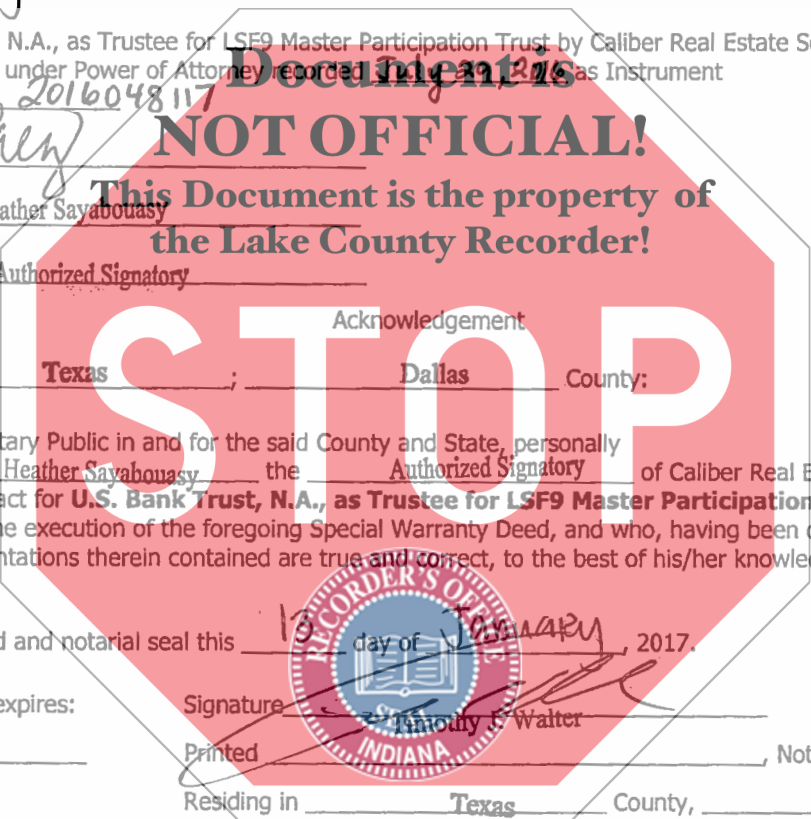 N.A., as Trustee for LSF9 Master Participation Trust by Caliber Real Estate S
under Power of Attorney recorded July 29, 2016 as Instrument
2016048117
Document is
NOT OFFICIAL!
This Document is the property of
the Lake County Recorder!
ather Sayabouasy
Authorized Signatory
Acknowledgement
STOP
Texas ; Dallas County:
tary Public in and for the said County and State, personally
Heather Sayabouasy the Authorized Signatory of Caliber Real E
act for U.S. Bank Trust, N.A., as Trustee for LSF9 Master Participation
e execution of the foregoing Special Warranty Deed, and who, having been
ntations therein contained are true and correct, to the best of his/her knowle
d and notarial seal this 13 day of January, 2017.
RECORDER'S OFFICE
SEAL
INDIANA
expires: Signature
Timothy J. Walter
Printed , Not
Residing in Texas County,